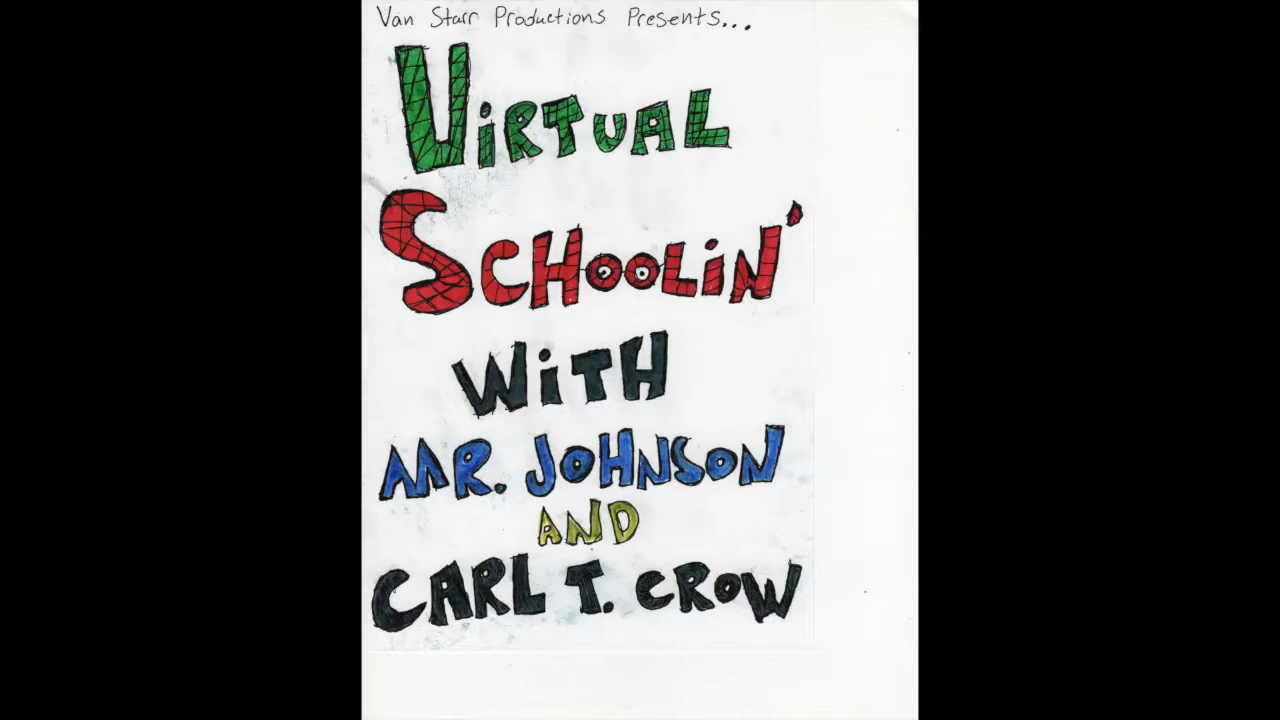 Van Starr Productions Presents...
VIRTUAL
SCHOOLIN'
WITH
MR. JOHNSON
AND
CARL T. CROW